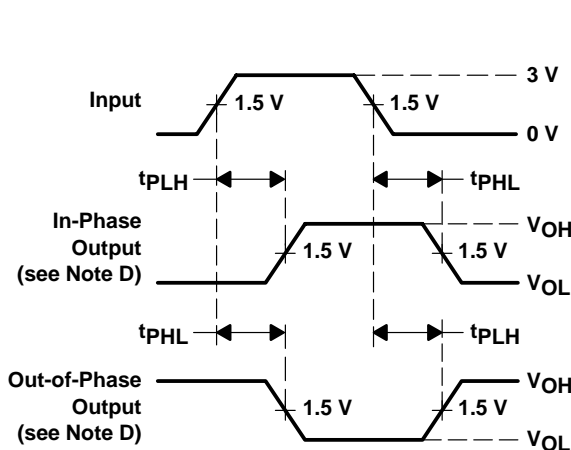 3 V
Input
1.5 V
1.5 V
0 V
tPLH
tPHL
In-Phase
Output
(see Note D)
VOH
1.5 V
1.5 V
VOL
tPHL
tPLH
Out-of-Phase
Output
(see Note D)
VOH
1.5 V
1.5 V
VOL